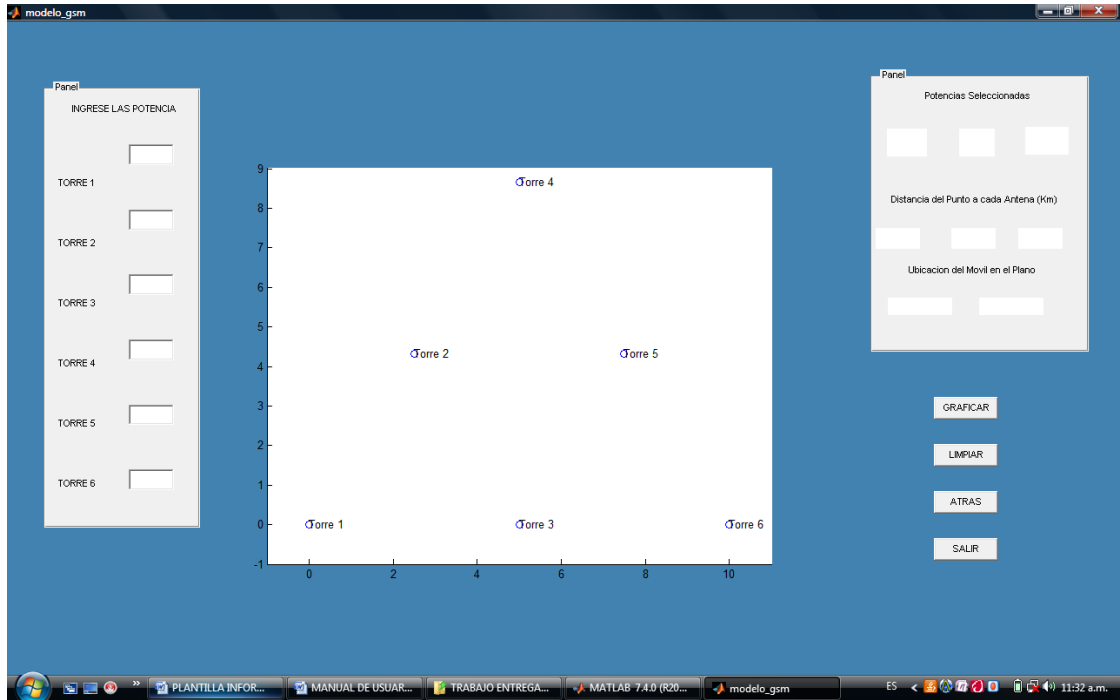 modelo_gsm
Panel
INGRESE LAS POTENCIA
TORRE 1
TORRE 2
TORRE 3
TORRE 4
TORRE 5
TORRE 6
9
8
7
6
5
4
3
2
1
0
-1
0 2 4 6 8 10
Torre 4
Torre 2
Torre 5
Torre 1
Torre 3
Torre 6
Panel
Potencias Seleccionadas
Distancia del Punto a cada Antena (Km)
Ubicacion del Movil en el Plano
GRAFICAR
LIMPIAR
ATRAS
SALIR
» PLANTILLA INFOR... MANUAL DE USUAR... TRABAJO ENTREGA... MATLAB 7.4.0 (R20... modelo_gsm ES < 11:32 a.m.